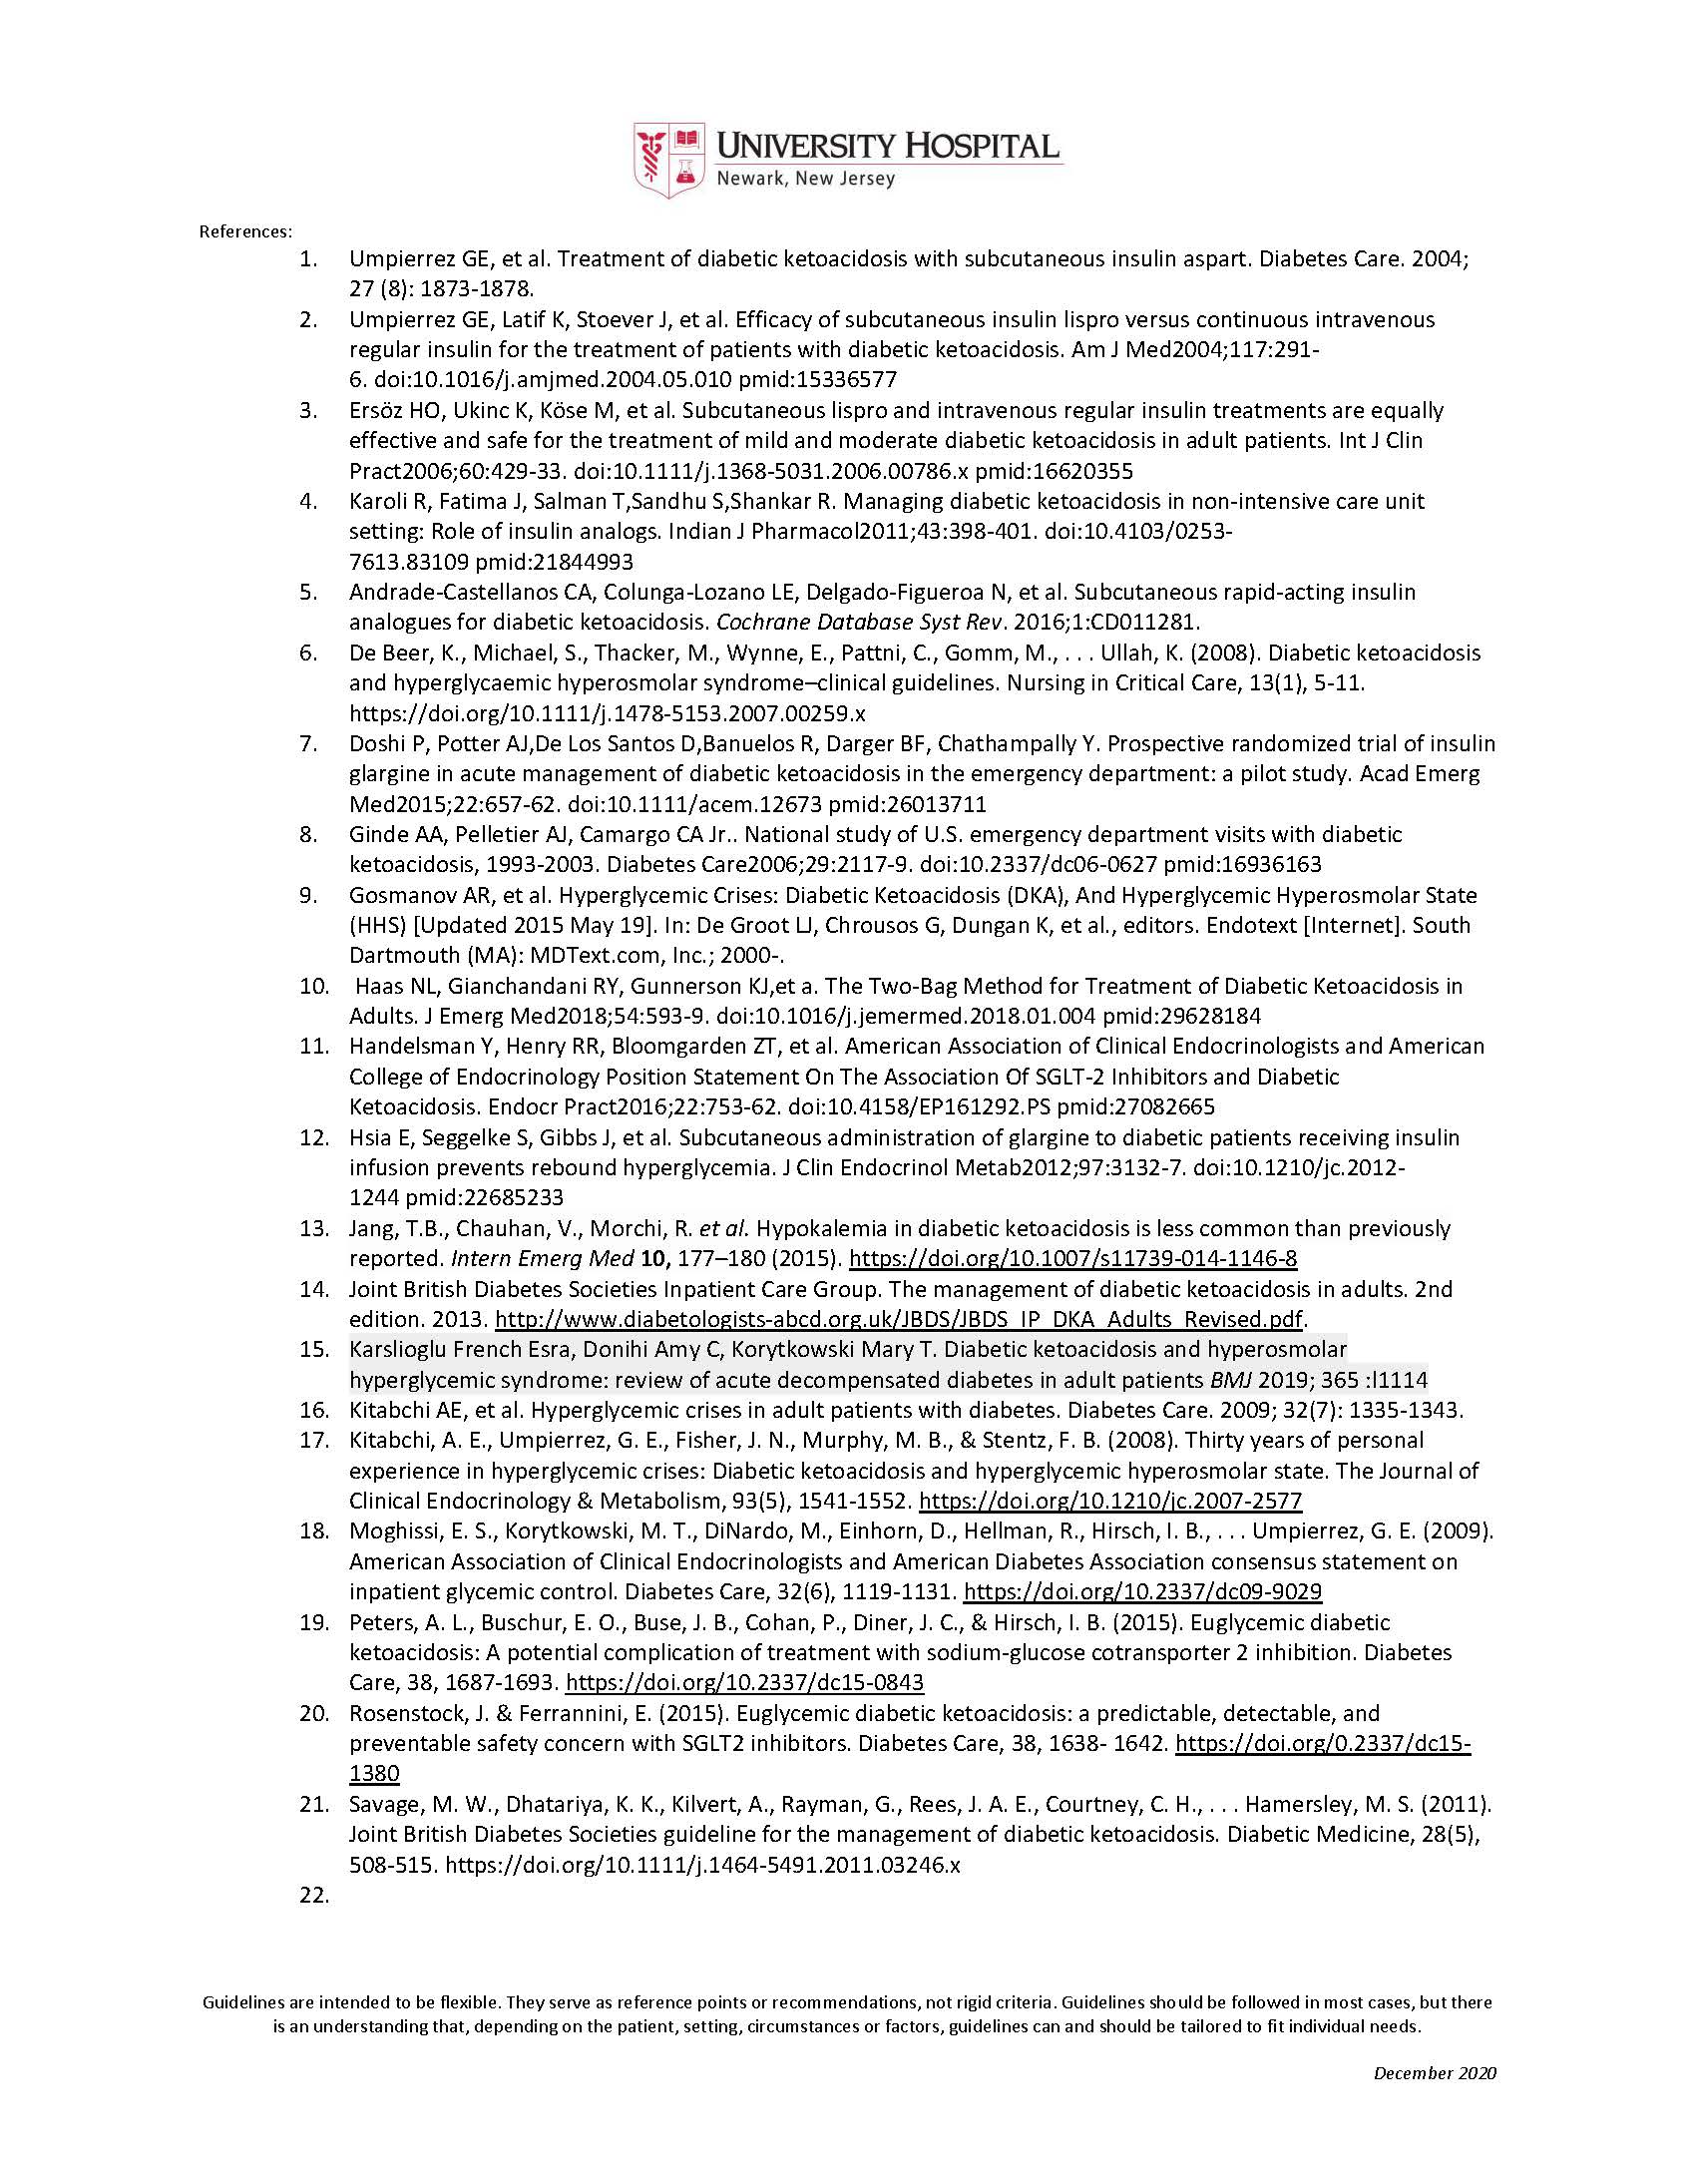 UNIVERSITY HOSPITAL
Newark, New Jersey
References:
1. Umpierrez GE, et al. Treatment of diabetic ketoacidosis with subcutaneous insulin aspart. Diabetes Care. 2004;
27 (8): 1873-1878.
2. Umpierrez GE, Latif K, Stoever J, et al. Efficacy of subcutaneous insulin lispro versus continuous intravenous
regular insulin for the treatment of patients with diabetic ketoacidosis. Am J Med2004;117:291-
6. doi:10.1016/j.amjmed.2004.05.010 pmid:15336577
3. Ersöz HO, Ukinc K, Köse M, et al. Subcutaneous lispro and intravenous regular insulin treatments are equally
effective and safe for the treatment of mild and moderate diabetic ketoacidosis in adult patients. Int J Clin
Pract2006;60:429-33. doi:10.1111/j.1368-5031.2006.00786.x pmid:16620355
4. Karoli R, Fatima J, Salman T,Sandhu S,Shankar R. Managing diabetic ketoacidosis in non-intensive care unit
setting: Role of insulin analogs. Indian J Pharmacol2011;43:398-401. doi:10.4103/0253-
7613.83109 pmid:21844993
5. Andrade-Castellanos CA, Colunga-Lozano LE, Delgado-Figueroa N, et al. Subcutaneous rapid-acting insulin
analogues for diabetic ketoacidosis. Cochrane Database Syst Rev. 2016;1:CD011281.
6. De Beer, K., Michael, S., Thacker, M., Wynne, E., Pattni, C., Gomm, M., . . . Ullah, K. (2008). Diabetic ketoacidosis
and hyperglycaemic hyperosmolar syndrome–clinical guidelines. Nursing in Critical Care, 13(1), 5-11.
https://doi.org/10.1111/j.1478-5153.2007.00259.x
7. Doshi P, Potter AJ,De Los Santos D,Banuelos R, Darger BF, Chathampally Y. Prospective randomized trial of insulin
glargine in acute management of diabetic ketoacidosis in the emergency department: a pilot study. Acad Emerg
Med2015;22:657-62. doi:10.1111/acem.12673 pmid:26013711
8. Ginde AA, Pelletier AJ, Camargo CA Jr.. National study of U.S. emergency department visits with diabetic
ketoacidosis, 1993-2003. Diabetes Care2006;29:2117-9. doi:10.2337/dc06-0627 pmid:16936163
9. Gosmanov AR, et al. Hyperglycemic Crises: Diabetic Ketoacidosis (DKA), And Hyperglycemic Hyperosmolar State
(HHS) [Updated 2015 May 19]. In: De Groot LJ, Chrousos G, Dungan K, et al., editors. Endotext [Internet]. South
Dartmouth (MA): MDText.com, Inc.; 2000-.
10. Haas NL, Gianchandani RY, Gunnerson KJ,et a. The Two-Bag Method for Treatment of Diabetic Ketoacidosis in
Adults. J Emerg Med2018;54:593-9. doi:10.1016/j.jemermed.2018.01.004 pmid:29628184
11. Handelsman Y, Henry RR, Bloomgarden ZT, et al. American Association of Clinical Endocrinologists and American
College of Endocrinology Position Statement On The Association Of SGLT-2 Inhibitors and Diabetic
Ketoacidosis. Endocr Pract2016;22:753-62. doi:10.4158/EP161292.PS pmid:27082665
12. Hsia E, Seggelke S, Gibbs J, et al. Subcutaneous administration of glargine to diabetic patients receiving insulin
infusion prevents rebound hyperglycemia. J Clin Endocrinol Metab2012;97:3132-7. doi:10.1210/jc.2012-
1244 pmid:22685233
13. Jang, T.B., Chauhan, V., Morchi, R. et al. Hypokalemia in diabetic ketoacidosis is less common than previously
reported. Intern Emerg Med 10, 177–180 (2015). https://doi.org/10.1007/s11739-014-1146-8
14. Joint British Diabetes Societies Inpatient Care Group. The management of diabetic ketoacidosis in adults. 2nd
edition. 2013. http://www.diabetologists-abcd.org.uk/JBDS/JBDS_IP_DKA_Adults_Revised.pdf.
15. Karslioglu French Esra, Donihi Amy C, Korytkowski Mary T. Diabetic ketoacidosis and hyperosmolar
hyperglycemic syndrome: review of acute decompensated diabetes in adult patients BMJ 2019; 365 :l1114
16. Kitabchi AE, et al. Hyperglycemic crises in adult patients with diabetes. Diabetes Care. 2009; 32(7): 1335-1343.
17. Kitabchi, A. E., Umpierrez, G. E., Fisher, J. N., Murphy, M. B., & Stentz, F. B. (2008). Thirty years of personal
experience in hyperglycemic crises: Diabetic ketoacidosis and hyperglycemic hyperosmolar state. The Journal of
Clinical Endocrinology & Metabolism, 93(5), 1541-1552. https://doi.org/10.1210/jc.2007-2577
18. Moghissi, E. S., Korytkowski, M. T., DiNardo, M., Einhorn, D., Hellman, R., Hirsch, I. B., . . . Umpierrez, G. E. (2009).
American Association of Clinical Endocrinologists and American Diabetes Association consensus statement on
inpatient glycemic control. Diabetes Care, 32(6), 1119-1131. https://doi.org/10.2337/dc09-9029
19. Peters, A. L., Buschur, E. O., Buse, J. B., Cohan, P., Diner, J. C., & Hirsch, I. B. (2015). Euglycemic diabetic
ketoacidosis: A potential complication of treatment with sodium-glucose cotransporter 2 inhibition. Diabetes
Care, 38, 1687-1693. https://doi.org/10.2337/dc15-0843
20. Rosenstock, J. & Ferrannini, E. (2015). Euglycemic diabetic ketoacidosis: a predictable, detectable, and
preventable safety concern with SGLT2 inhibitors. Diabetes Care, 38, 1638- 1642. https://doi.org/0.2337/dc15-
1380
21. Savage, M. W., Dhatariya, K. K., Kilvert, A., Rayman, G., Rees, J. A. E., Courtney, C. H., . . . Hamersley, M. S. (2011).
Joint British Diabetes Societies guideline for the management of diabetic ketoacidosis. Diabetic Medicine, 28(5),
508-515. https://doi.org/10.1111/j.1464-5491.2011.03246.x
22.
Guidelines are intended to be flexible. They serve as reference points or recommendations, not rigid criteria. Guidelines should be followed in most cases, but there
is an understanding that, depending on the patient, setting, circumstances or factors, guidelines can and should be tailored to fit individual needs.
December 2020